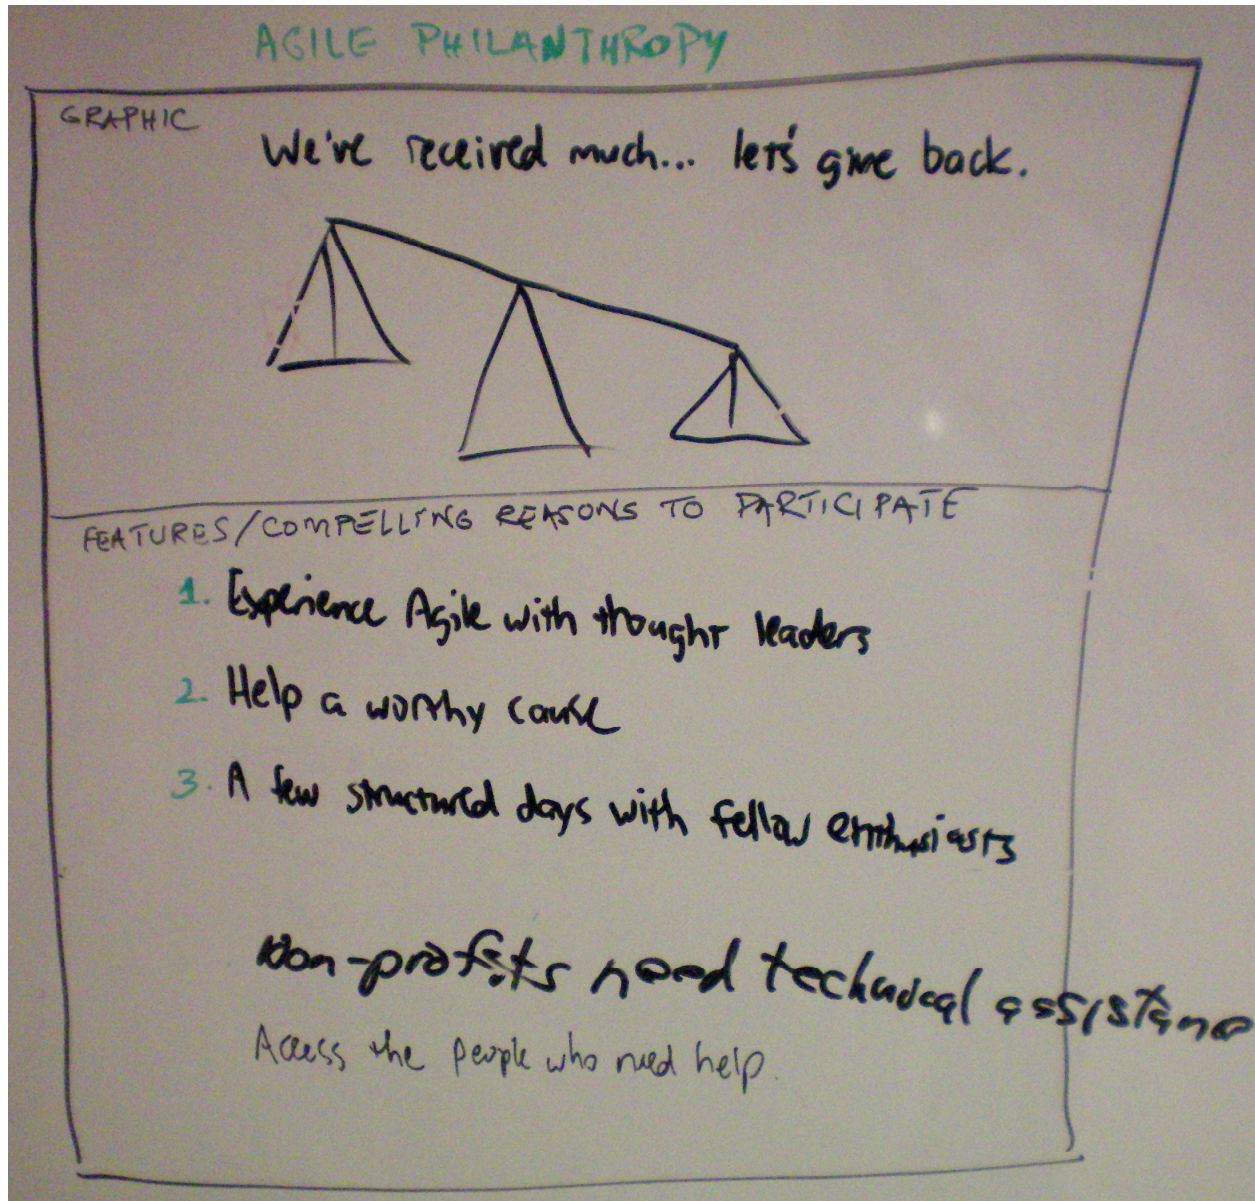 AGILE PHILANTHROPY
GRAPHIC
We've received much... let's give back.
FEATURES/COMPELLING REASONS TO PARTICIPATE
1. Experience Agile with thought leaders
2. Help a worthy cause
3. A few structured days with fellow enthusiasts
Non-profits need technical assistance
Access the people who need help.